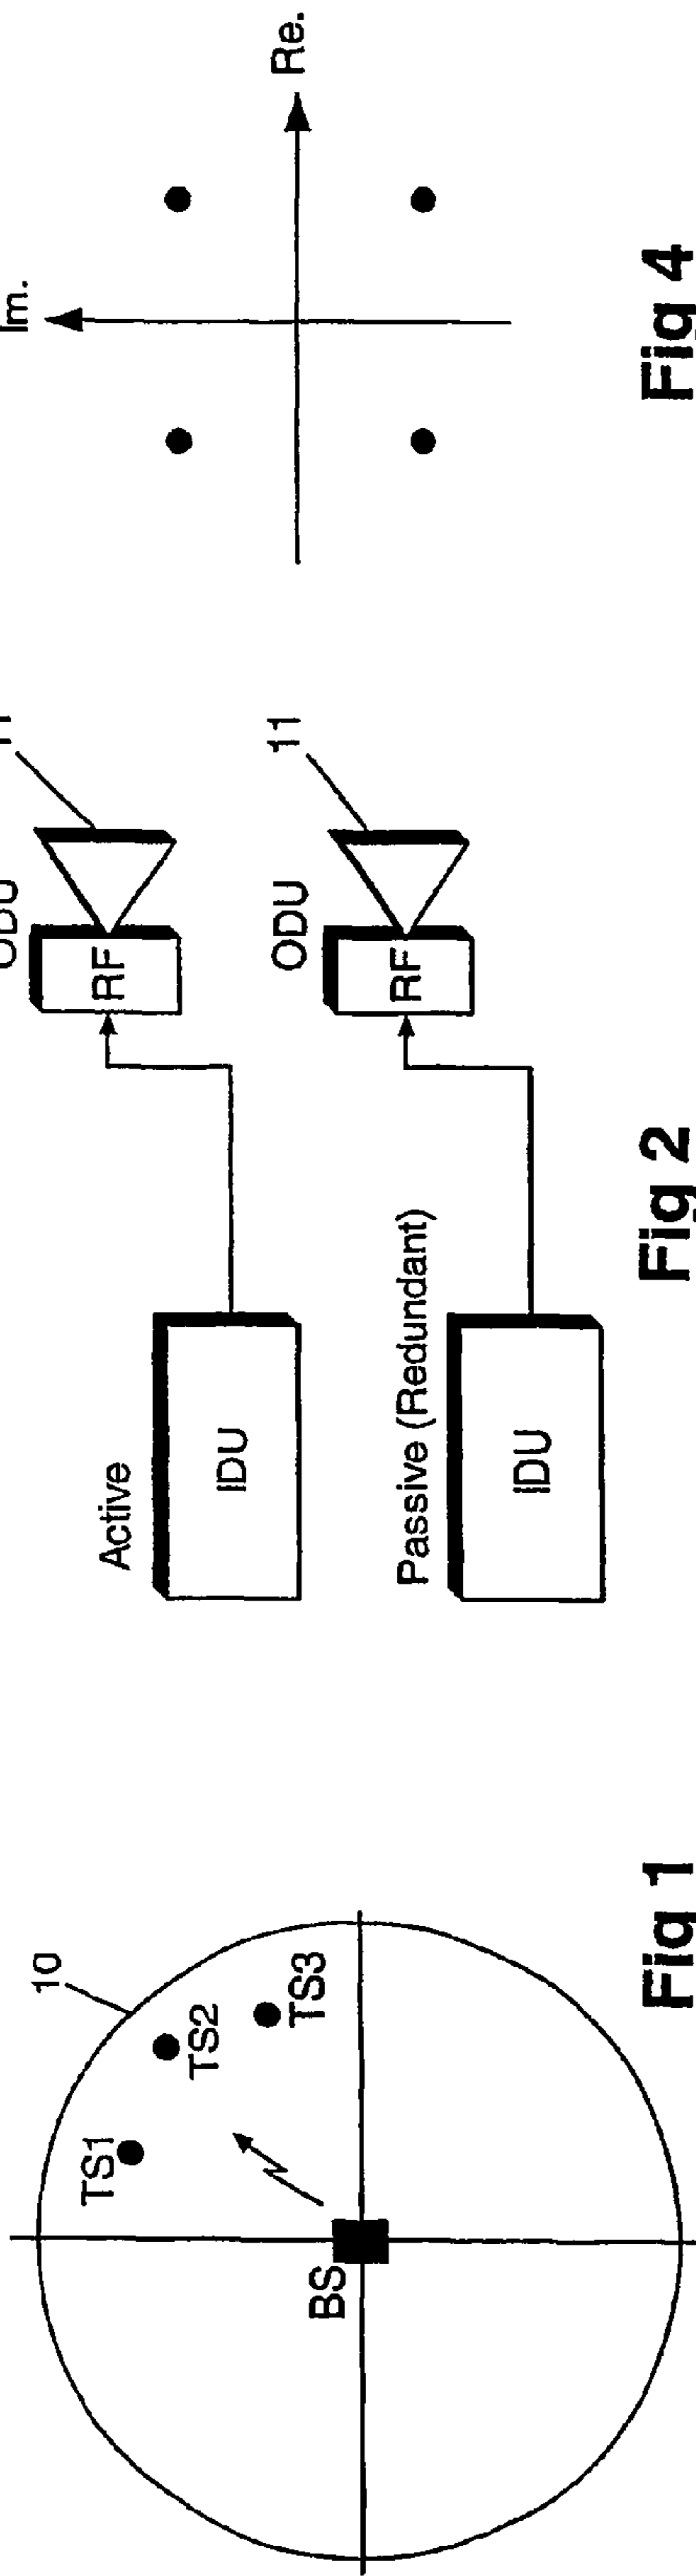 10
TS1
TS2
TS3
BS
Fig 1
Active
IDU
ODU
RF
11
Passive (Redundant)
IDU
ODU
RF
11
Fig 2
Im.
Re.
Fig 4